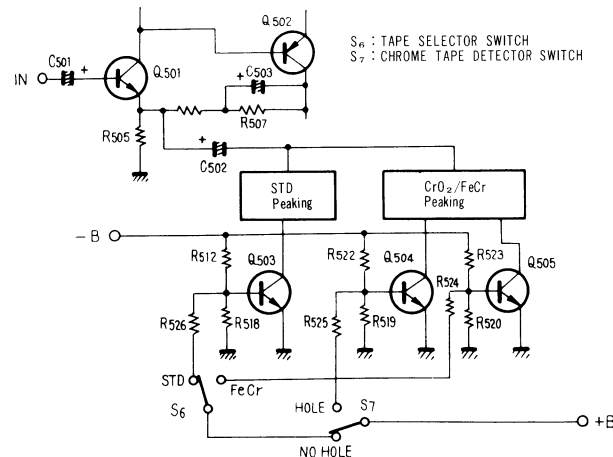 Q502
S6 : TAPE SELECTOR SWITCH
S7 : CHROME TAPE DETECTOR SWITCH
C501
+
Q501
IN
+
C503
R507
R505
+
C502
STD
Peaking
CrO2/FeCr
Peaking
-B
R512
Q503
R522
Q504
R523
R524
Q505
R526
R518
R525
R519
R520
STD
FeCr
S6
HOLE
S7
NO HOLE
+B